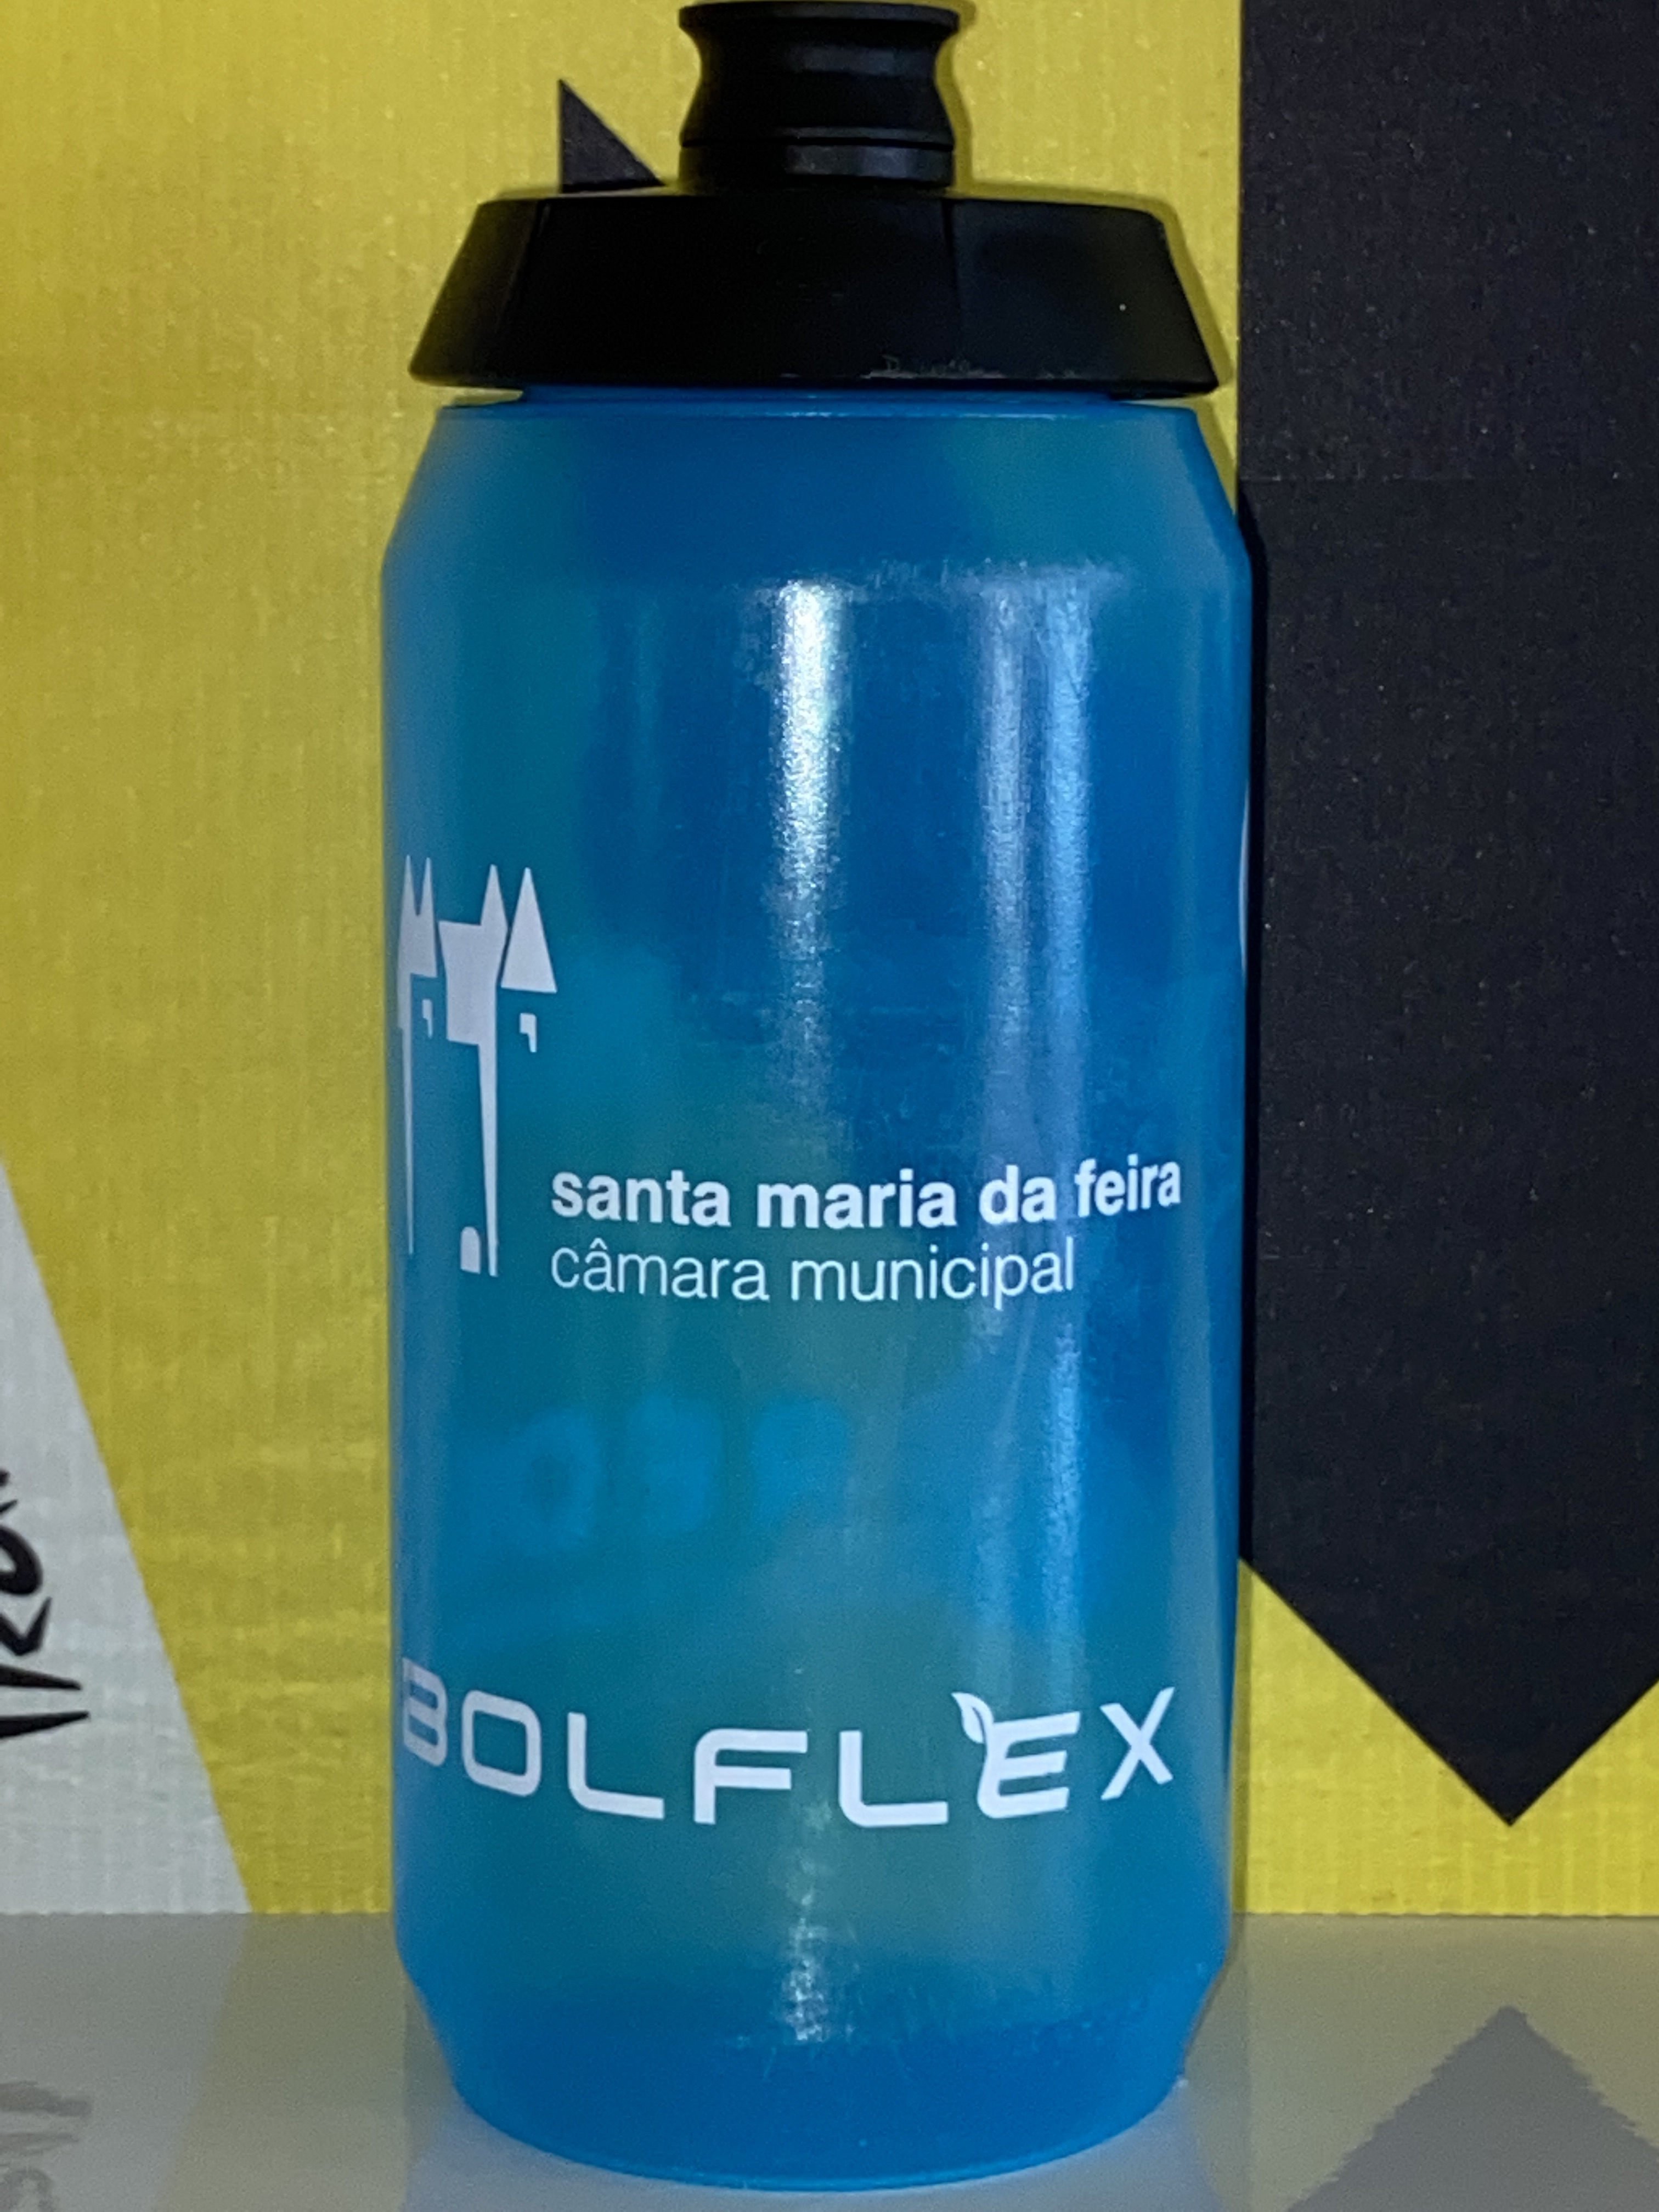 santa maria da feira
câmara municipal
BOLFLEX